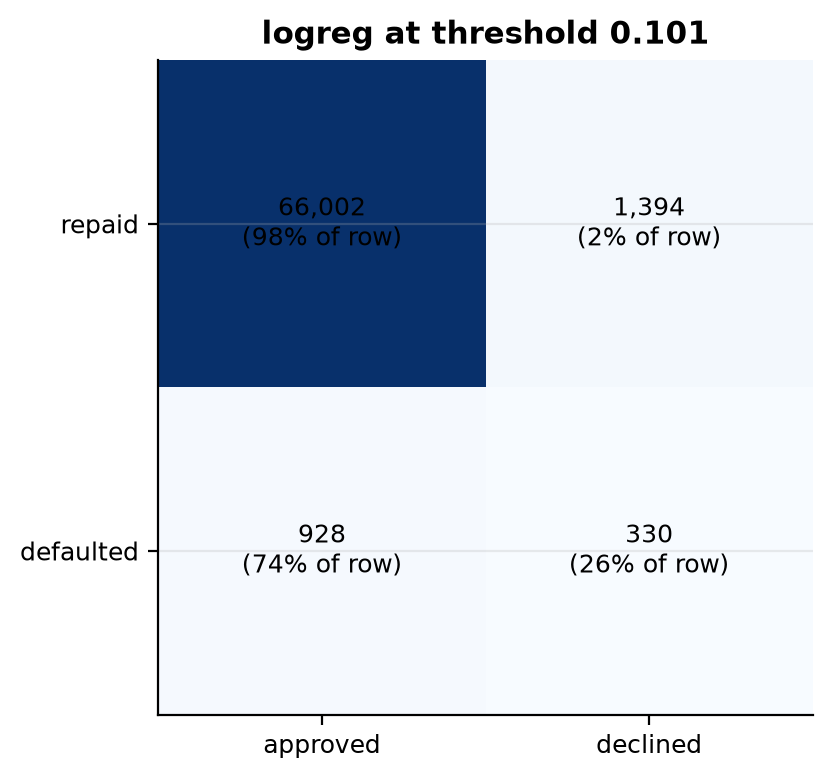 logreg at threshold 0.101
repaid
66,002
(98% of row)
1,394
(2% of row)
defaulted
928
(74% of row)
330
(26% of row)
approved
declined